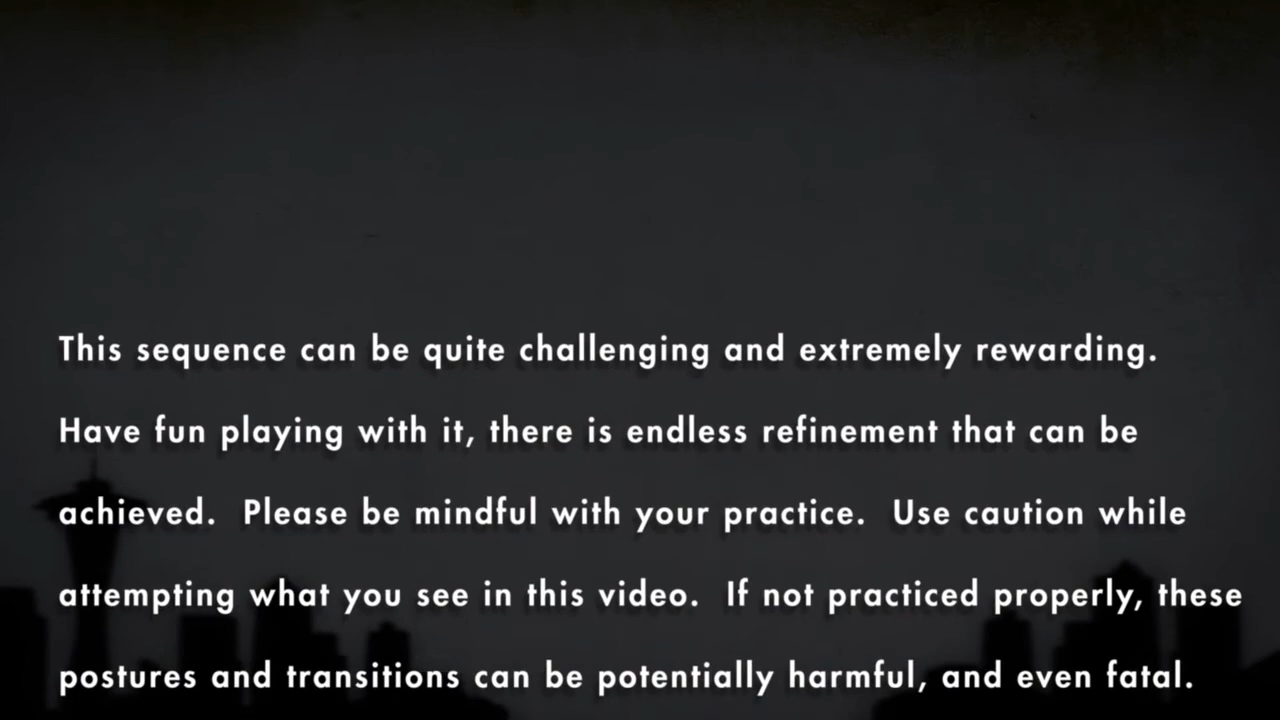 This sequence can be quite challenging and extremely rewarding.
Have fun playing with it, there is endless refinement that can be
achieved.  Please be mindful with your practice.  Use caution while
attempting what you see in this video.  If not practiced properly, these
postures and transitions can be potentially harmful, and even fatal.